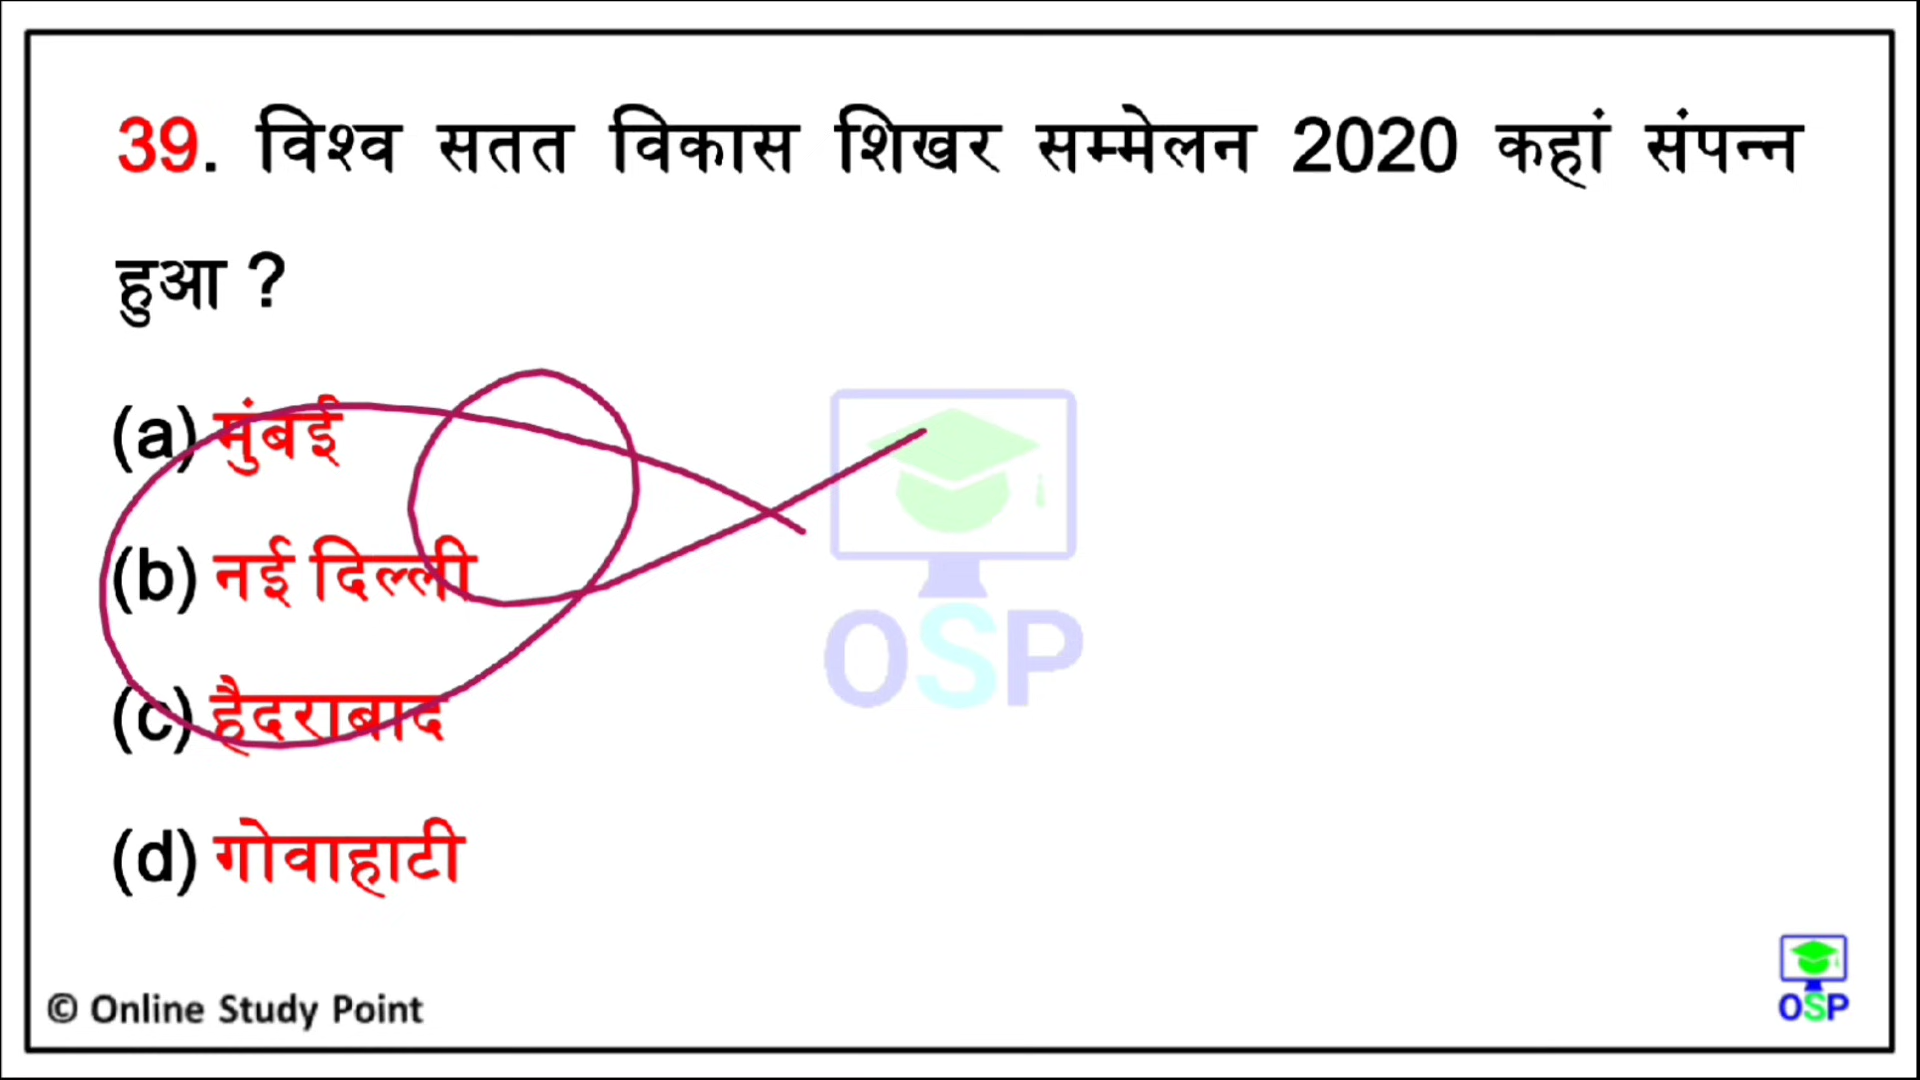 39. विश्व सतत विकास शिखर सम्मेलन 2020 कहां संपन्न
हुआ ?
(a) मुंबई
(b) नई दिल्ली
(c) हैदराबाद
(d) गोवाहाटी
OSP
© Online Study Point
OSP